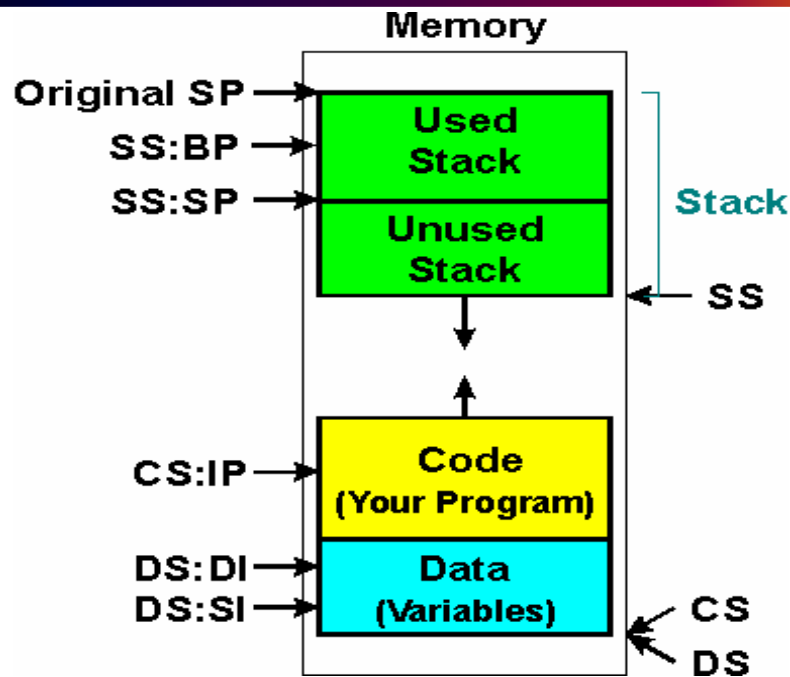 Memory
Original SP
Used
Stack
SS:BP
SS:SP
Stack
Unused
Stack
SS
Code
(Your Program)
CS:IP
Data
(Variables)
DS:DI
DS:SI
CS
DS